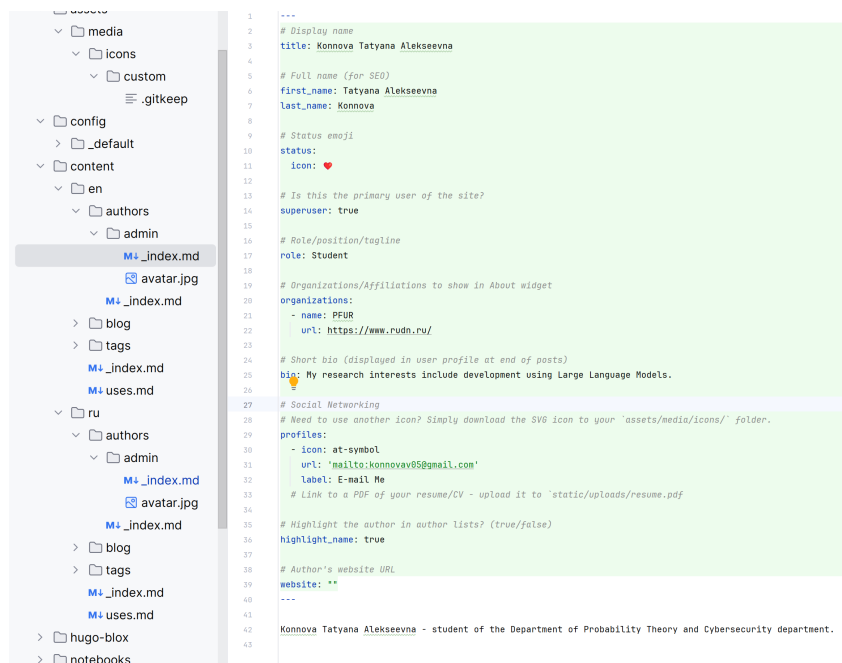 assets
media
icons
custom
.gitkeep
config
_default
content
en
authors
admin
_index.md
avatar.jpg
_index.md
blog
tags
_index.md
uses.md
ru
authors
admin
_index.md
avatar.jpg
_index.md
blog
tags
_index.md
uses.md
hugo-blox
notebooks
1 ---
2 # Display name
3 title: Konnova Tatyana Alekseevna
4
5 # Full name (for SEO)
6 first_name: Tatyana Alekseevna
7 last_name: Konnova
8
9 # Status emoji
10 status:
11 icon: ❤️
12
13 # Is this the primary user of the site?
14 superuser: true
15
16 # Role/position/tagline
17 role: Student
18
19 # Organizations/Affiliations to show in About widget
20 organizations:
21 - name: PFUR
22 url: https://www.rudn.ru/
23
24 # Short bio (displayed in user profile at end of posts)
25 bio: My research interests include development using Large Language Models.
26
27 # Social Networking
28 # Need to use another icon? Simply download the SVG icon to your `assets/media/icons/` folder.
29 profiles:
30 - icon: at-symbol
31 url: 'mailto:konnovav05@gmail.com'
32 label: E-mail Me
33 # Link to a PDF of your resume/CV - upload it to `static/uploads/resume.pdf
34
35 # Highlight the author in author lists? (true/false)
36 highlight_name: true
37
38 # Author's website URL
39 website: ""
40 ---
41
42 Konnova Tatyana Alekseevna - student of the Department of Probability Theory and Cybersecurity department.
43